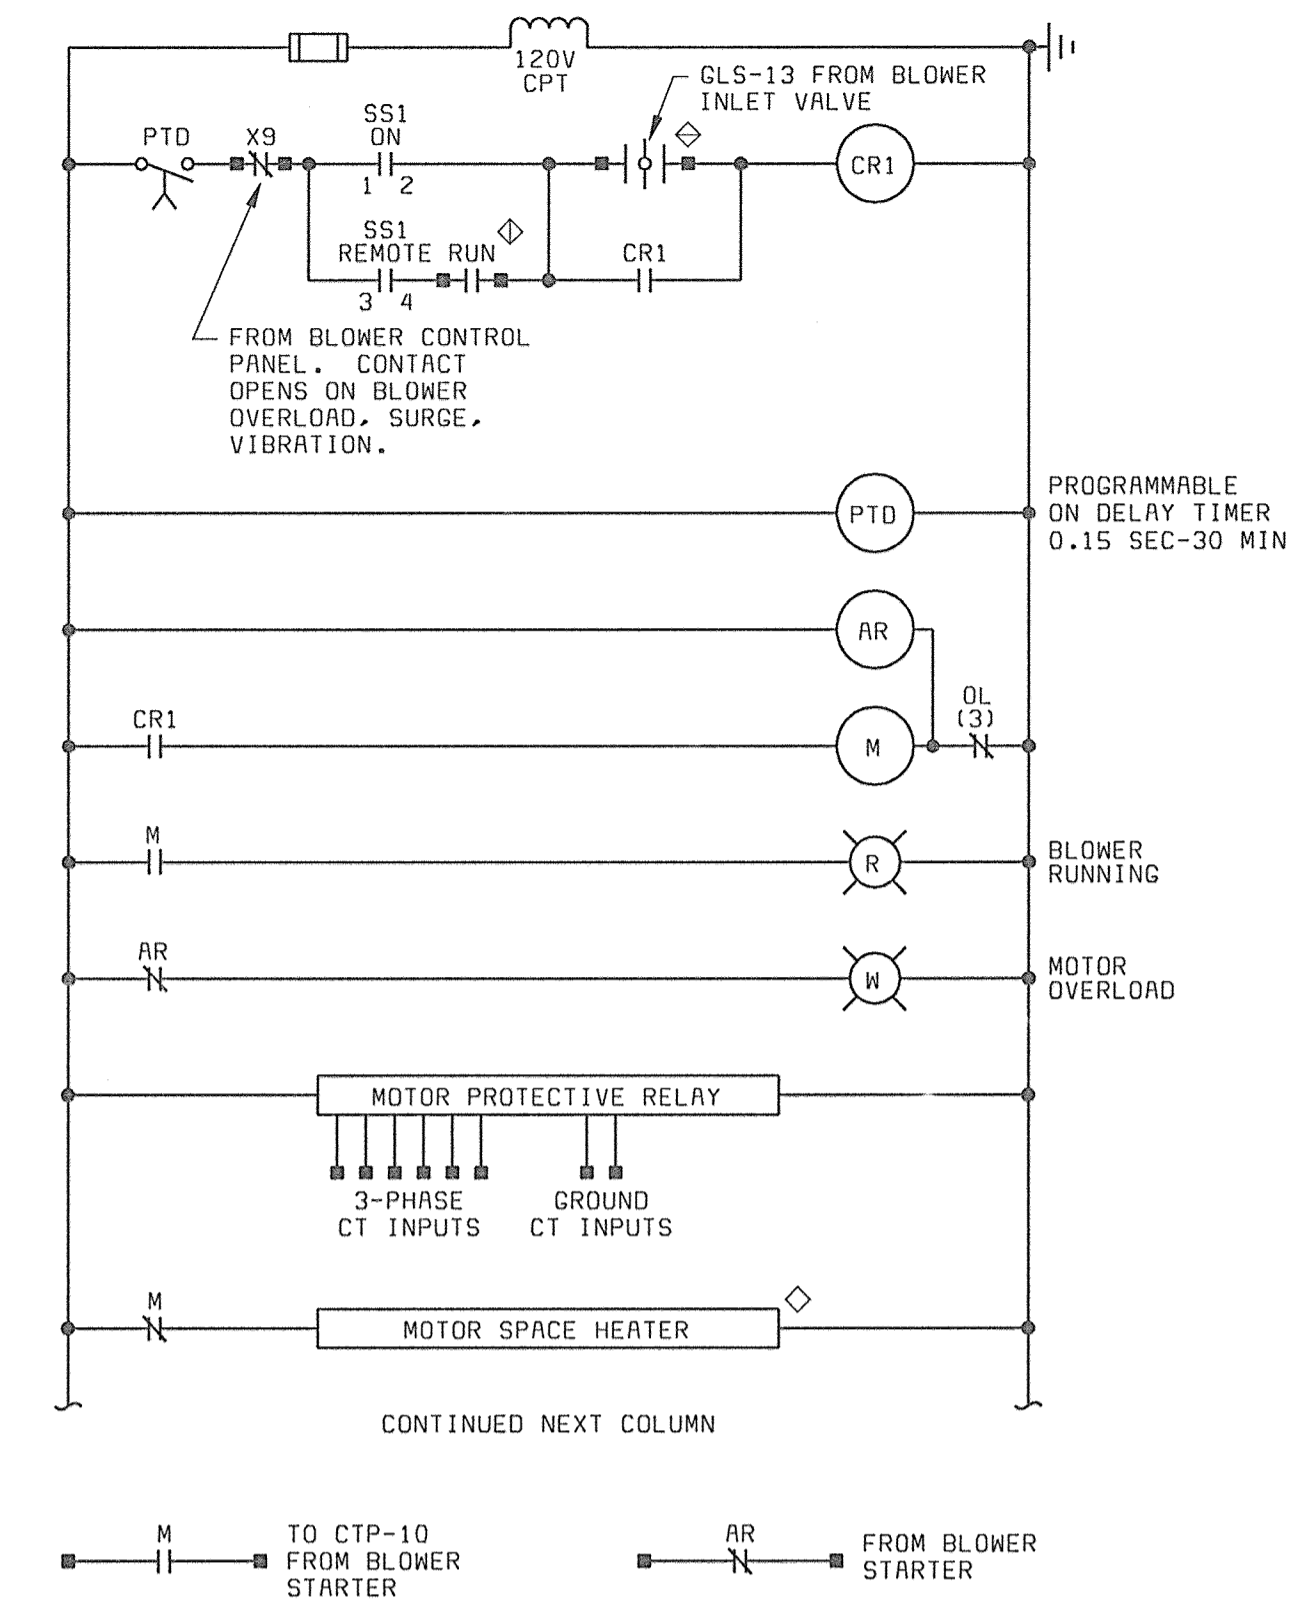 120V
CPT
GLS-13 FROM BLOWER
INLET VALVE
PTD
X9
SS1
ON
1 2
CR1
SS1
REMOTE RUN
3 4
CR1
FROM BLOWER CONTROL
PANEL. CONTACT
OPENS ON BLOWER
OVERLOAD, SURGE,
VIBRATION.
PTD
PROGRAMMABLE
ON DELAY TIMER
0.15 SEC-30 MIN
AR
CR1
M
OL
(3)
M
R
BLOWER
RUNNING
AR
W
MOTOR
OVERLOAD
MOTOR PROTECTIVE RELAY
3-PHASE
CT INPUTS
GROUND
CT INPUTS
M
MOTOR SPACE HEATER
CONTINUED NEXT COLUMN
M
TO CTP-10
FROM BLOWER
STARTER
AR
FROM BLOWER
STARTER